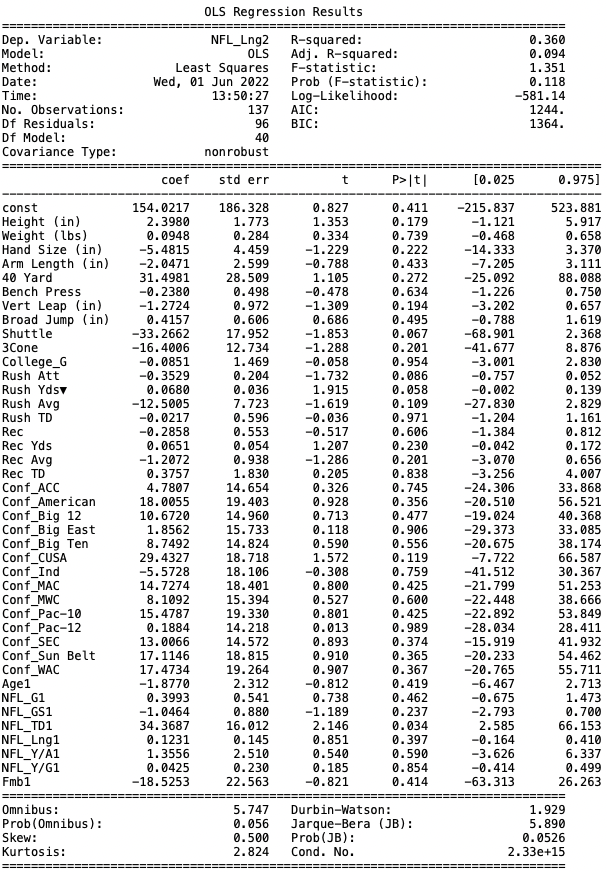 OLS Regression Results
==============================================================================
Dep. Variable: NFL_Lng2 R-squared: 0.360
Model: OLS Adj. R-squared: 0.094
Method: Least Squares F-statistic: 1.351
Date: Wed, 01 Jun 2022 Prob (F-statistic): 0.118
Time: 13:50:27 Log-Likelihood: -581.14
No. Observations: 137 AIC: 1244.
Df Residuals: 96 BIC: 1364.
Df Model: 40
Covariance Type: nonrobust
===================================================================================
coef std err t P>|t| [0.025 0.975]
-----------------------------------------------------------------------------------
const 154.0217 186.328 0.827 0.411 -215.837 523.881
Height (in) 2.3980 1.773 1.353 0.179 -1.121 5.917
Weight (lbs) 0.0948 0.284 0.334 0.739 -0.468 0.658
Hand Size (in) -5.4815 4.459 -1.229 0.222 -14.333 3.370
Arm Length (in) -2.0471 2.599 -0.788 0.433 -7.205 3.111
40 Yard 31.4981 28.509 1.105 0.272 -25.092 88.088
Bench Press -0.2380 0.498 -0.478 0.634 -1.226 0.750
Vert Leap (in) -1.2724 0.972 -1.309 0.194 -3.202 0.657
Broad Jump (in) 0.4157 0.606 0.686 0.495 -0.788 1.619
Shuttle -33.2662 17.952 -1.853 0.067 -68.901 2.368
3Cone -16.4006 12.734 -1.288 0.201 -41.677 8.876
College_G -0.0851 1.469 -0.058 0.954 -3.001 2.830
Rush Att -0.3529 0.204 -1.732 0.086 -0.757 0.052
Rush Yds▼ 0.0680 0.036 1.915 0.058 -0.002 0.139
Rush Avg -12.5005 7.723 -1.619 0.109 -27.830 2.829
Rush TD -0.0217 0.596 -0.036 0.971 -1.204 1.161
Rec -0.2858 0.553 -0.517 0.606 -1.384 0.812
Rec Yds 0.0651 0.054 1.207 0.230 -0.042 0.172
Rec Avg -1.2072 0.938 -1.286 0.201 -3.070 0.656
Rec TD 0.3757 1.830 0.205 0.838 -3.256 4.007
Conf_ACC 4.7807 14.654 0.326 0.745 -24.306 33.868
Conf_American 18.0055 19.403 0.928 0.356 -20.510 56.521
Conf_Big 12 10.6720 14.960 0.713 0.477 -19.024 40.368
Conf_Big East 1.8562 15.733 0.118 0.906 -29.373 33.085
Conf_Big Ten 8.7492 14.824 0.590 0.556 -20.675 38.174
Conf_CUSA 29.4327 18.718 1.572 0.119 -7.722 66.587
Conf_Ind -5.5728 18.106 -0.308 0.759 -41.512 30.367
Conf_MAC 14.7274 18.401 0.800 0.425 -21.799 51.253
Conf_MWC 8.1092 15.394 0.527 0.600 -22.448 38.666
Conf_Pac-10 15.4787 19.330 0.801 0.425 -22.892 53.849
Conf_Pac-12 0.1884 14.218 0.013 0.989 -28.034 28.411
Conf_SEC 13.0066 14.572 0.893 0.374 -15.919 41.932
Conf_Sun Belt 17.1146 18.815 0.910 0.365 -20.233 54.462
Conf_WAC 17.4734 19.264 0.907 0.367 -20.765 55.711
Age1 -1.8770 2.312 -0.812 0.419 -6.467 2.713
NFL_G1 0.3993 0.541 0.738 0.462 -0.675 1.473
NFL_GS1 -1.0464 0.880 -1.189 0.237 -2.793 0.700
NFL_TD1 34.3687 16.012 2.146 0.034 2.585 66.153
NFL_Lng1 0.1231 0.145 0.851 0.397 -0.164 0.410
NFL_Y/A1 1.3556 2.510 0.540 0.590 -3.626 6.337
NFL_Y/G1 0.0425 0.230 0.185 0.854 -0.414 0.499
Fmb1 -18.5253 22.563 -0.821 0.414 -63.313 26.263
==============================================================================
Omnibus: 5.747 Durbin-Watson: 1.929
Prob(Omnibus): 0.056 Jarque-Bera (JB): 5.890
Skew: 0.500 Prob(JB): 0.0526
Kurtosis: 2.824 Cond. No. 2.33e+15
==============================================================================